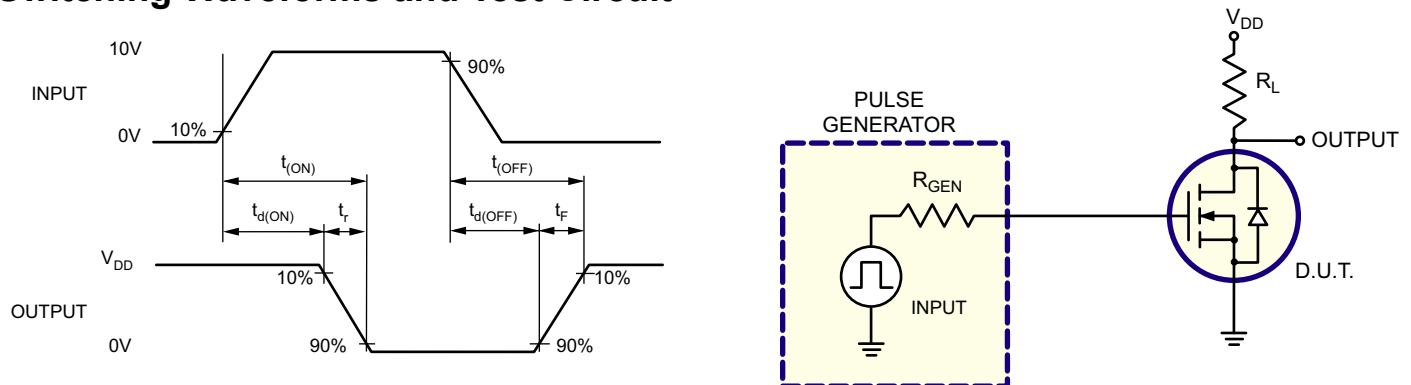 Switching Waveforms and Test Circuit
10V
INPUT
0V
10%
90%
t(ON)
t(OFF)
td(ON)
tr
td(OFF)
tF
VDD
10%
10%
OUTPUT
0V
90%
90%
VDD
RL
PULSE
GENERATOR
OUTPUT
RGEN
INPUT
D.U.T.